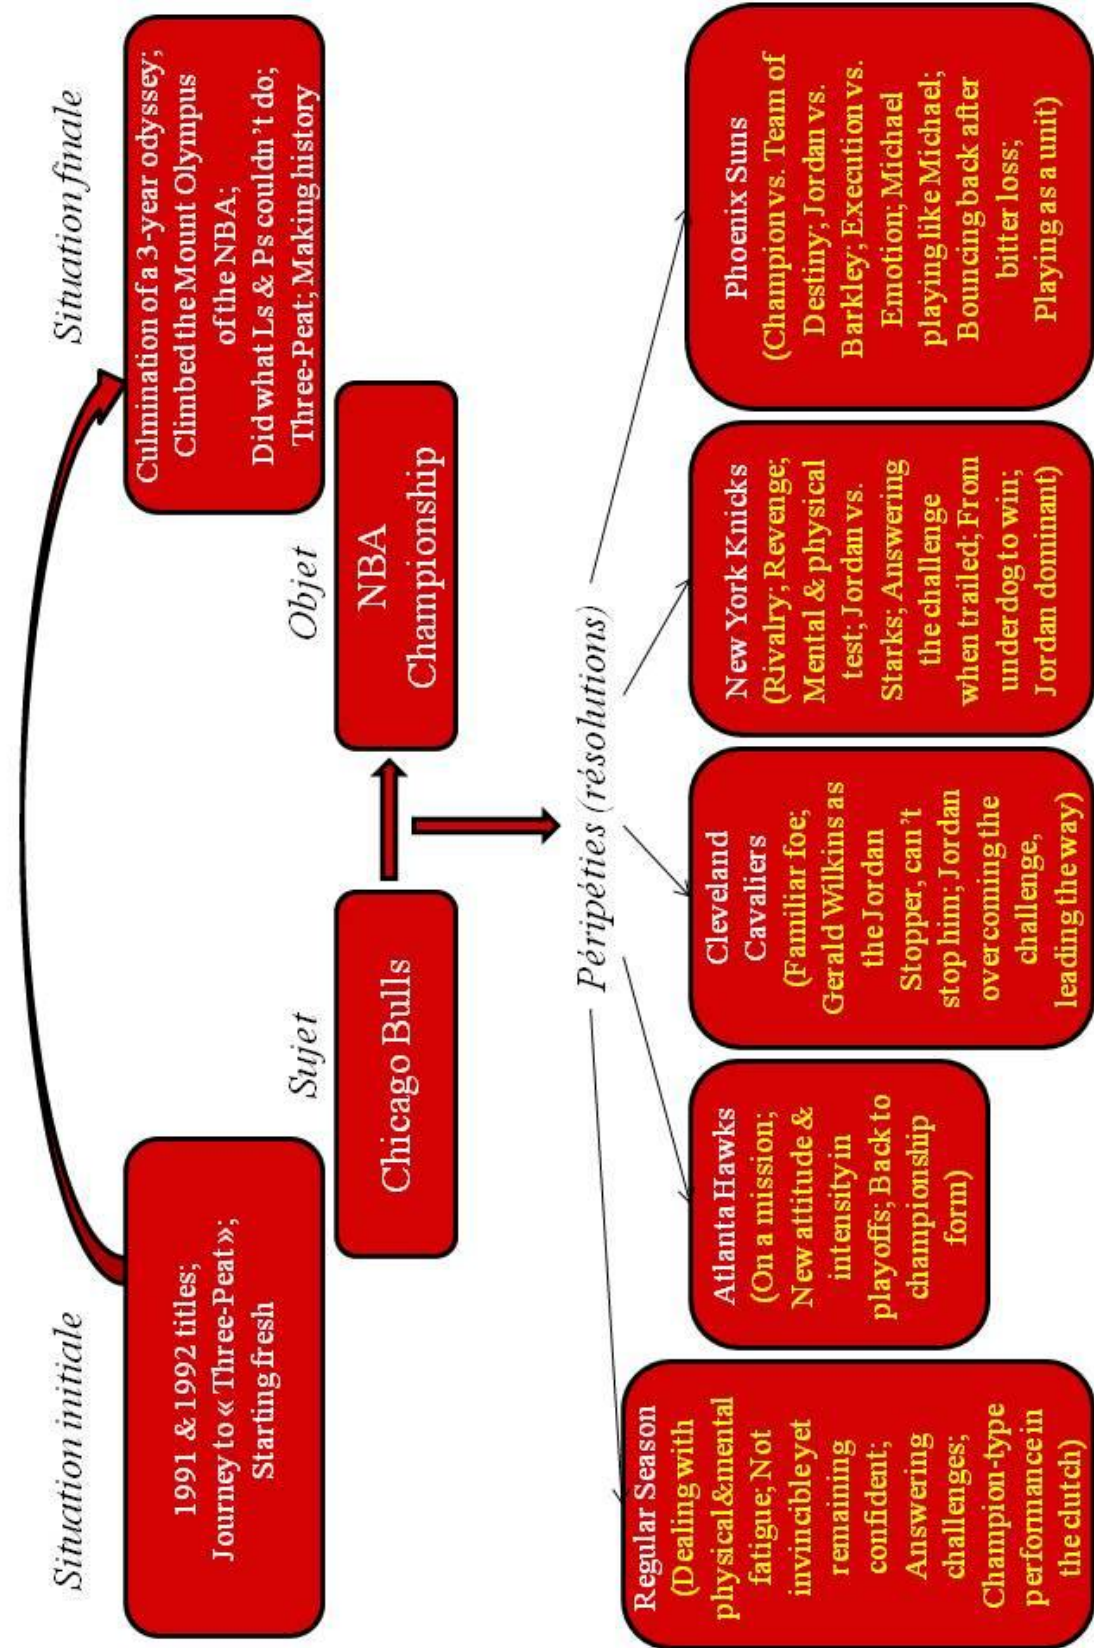 Situation initiale
Situation finale
1991 & 1992 titles;
Journey to « Three-Peat»;
Starting fresh
Culmination of a 3-year odyssey;
Climbed the Mount Olympus
of the NBA;
Did what Ls & Ps couldn't do;
Three-Peat; Making history
Sujet
Objet
Chicago Bulls
NBA
Championship
Péripéties (résolutions)
Regular Season
(Dealing with
physical & mental
fatigue; Not
invincible yet
remaining
confident;
Answering
challenges;
Champion-type
performance in
the clutch)
Atlanta Hawks
(On a mission;
New attitude &
intensity in
playoffs; Back to
championship
form)
Cleveland
Cavaliers
(Familiar foe;
Gerald Wilkins as
the Jordan
Stopper, can't
stop him; Jordan
overcoming the
challenge,
leading the way)
New York Knicks
(Rivalry; Revenge;
Mental & physical
test; Jordan vs.
Starks; Answering
the challenge
when trailed; From
underdog to win;
Jordan dominant)
Phoenix Suns
(Champion vs. Team of
Destiny; Jordan vs.
Barkley; Execution vs.
Emotion; Michael
playing like Michael;
Bouncing back after
bitter loss;
Playing as a unit)